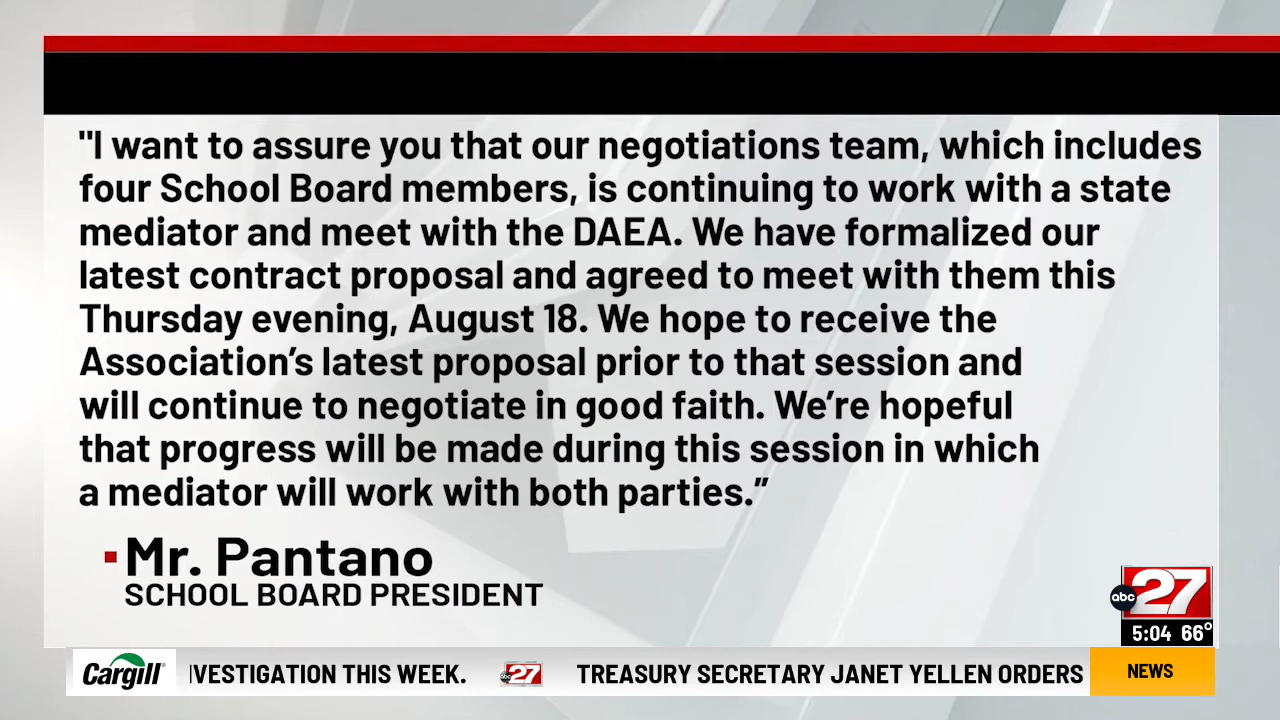 "I want to assure you that our negotiations team, which includes
four School Board members, is continuing to work with a state
mediator and meet with the DAEA. We have formalized our
latest contract proposal and agreed to meet with them this
Thursday evening, August 18. We hope to receive the
Association’s latest proposal prior to that session and
will continue to negotiate in good faith. We’re hopeful
that progress will be made during this session in which
a mediator will work with both parties.”
Mr. Pantano
SCHOOL BOARD PRESIDENT
abc 27
5:04 66°
Cargill IVESTIGATION THIS WEEK. abc 27 TREASURY SECRETARY JANET YELLEN ORDERS NEWS